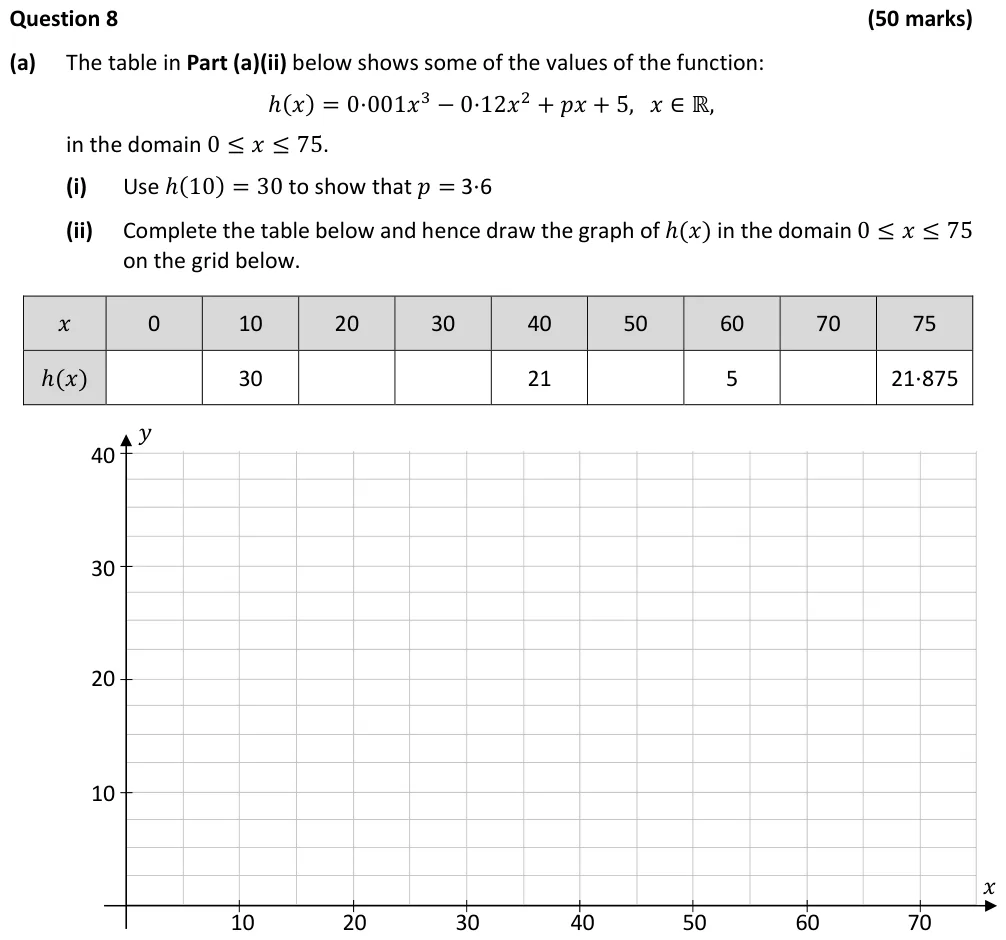 Question 8 (50 marks)
(a) The table in Part (a)(ii) below shows some of the values of the function:
h(x) = 0·001x³ − 0·12x² + px + 5, x ∈ ℝ,
in the domain 0 ≤ x ≤ 75.
(i) Use h(10) = 30 to show that p = 3·6
(ii) Complete the table below and hence draw the graph of h(x) in the domain 0 ≤ x ≤ 75
on the grid below.
x 0 10 20 30 40 50 60 70 75
h(x) 30 21 5 21·875
y
40
30
20
10
x
10 20 30 40 50 60 70